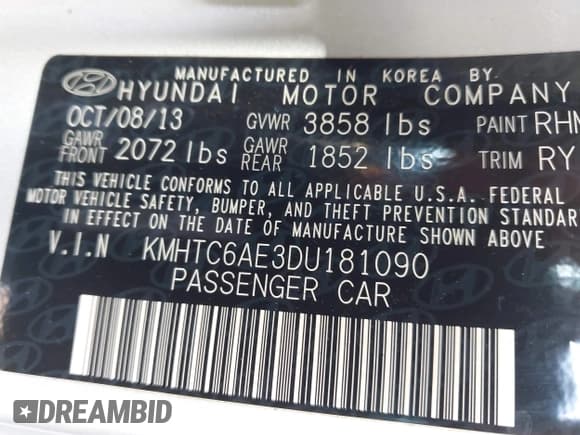 MANUFACTURED IN KOREA BY
HYUNDAI MOTOR COMPANY
OCT/08/13 GVWR 3858 lbs PAINT RHM
GAWR FRONT 2072 lbs GAWR REAR 1852 lbs TRIM RY
THIS VEHICLE CONFORMS TO ALL APPLICABLE U.S.A. FEDERAL
MOTOR VEHICLE SAFETY, BUMPER, AND THEFT PREVENTION STANDAR
IN EFFECT ON THE DATE OF MANUFACTURE SHOWN ABOVE
V.I.N KMHTC6AE3DU181090
PASSENGER CAR
DREAMBID